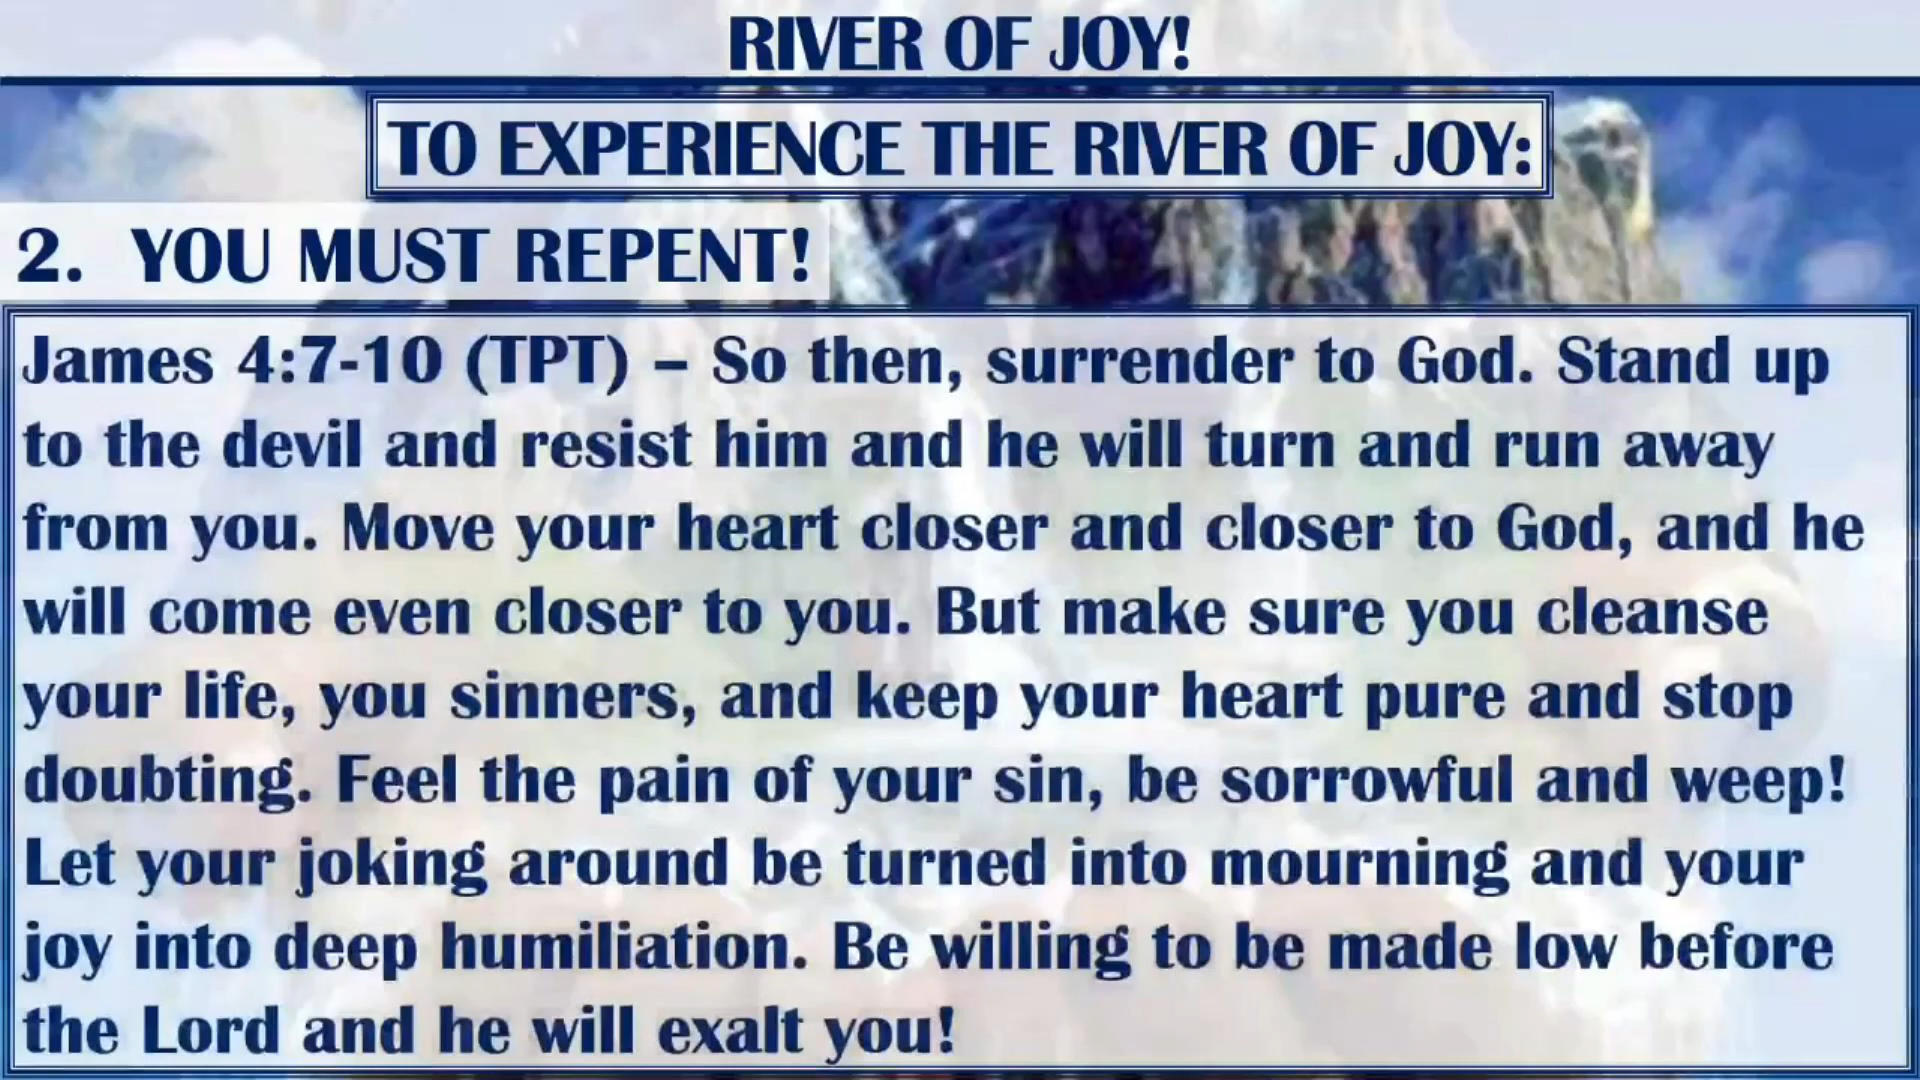 RIVER OF JOY!
TO EXPERIENCE THE RIVER OF JOY:
2. YOU MUST REPENT!
James 4:7-10 (TPT) – So then, surrender to God. Stand up
to the devil and resist him and he will turn and run away
from you. Move your heart closer and closer to God, and he
will come even closer to you. But make sure you cleanse
your life, you sinners, and keep your heart pure and stop
doubting. Feel the pain of your sin, be sorrowful and weep!
Let your joking around be turned into mourning and your
joy into deep humiliation. Be willing to be made low before
the Lord and he will exalt you!